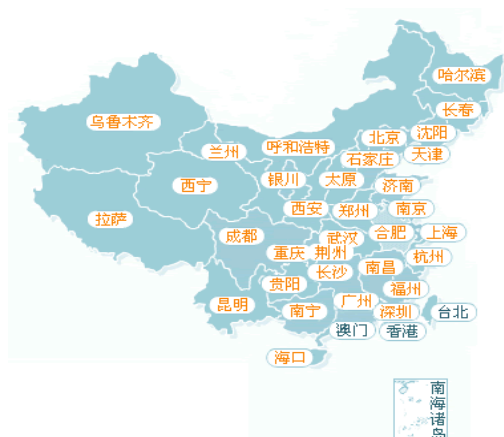 哈尔滨
长春
乌鲁木齐
沈阳
北京
呼和浩特
兰州
天津
石家庄
银川
太原
西宁
济南
西安
郑州
南京
拉萨
成都
武汉
合肥
上海
重庆
荆州
杭州
南昌
长沙
贵阳
福州
昆明
南宁
广州
深圳
台北
澳门
香港
海口
南海诸岛